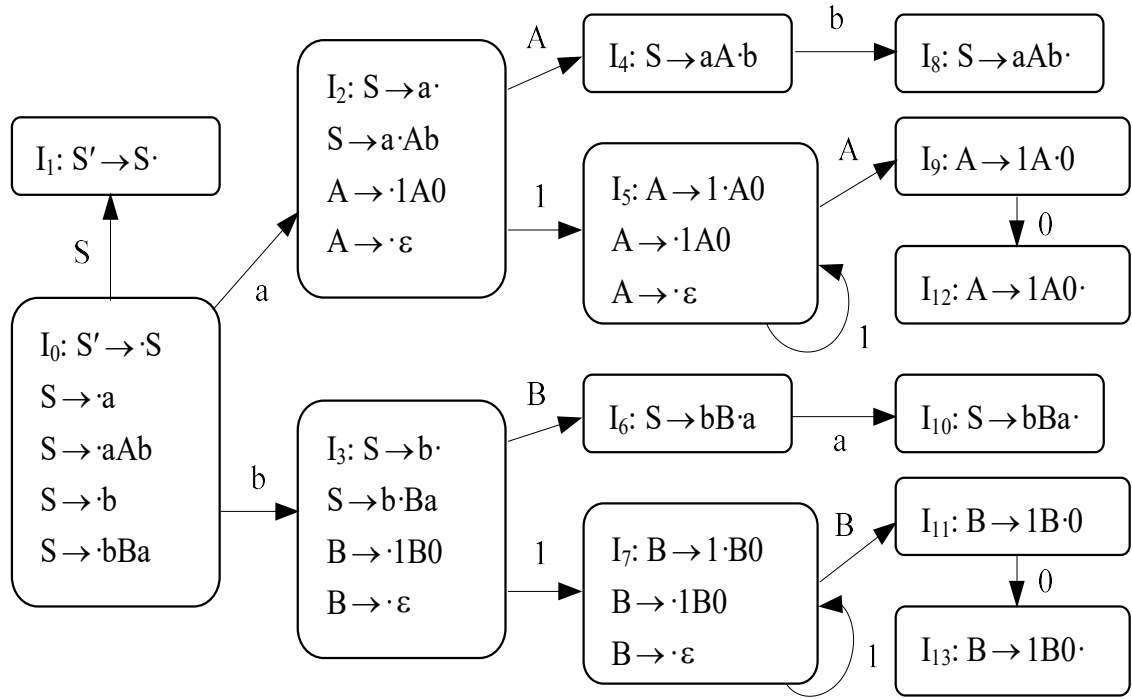 I₁: S′→S·
S
I₀: S′→·S
S→·a
S→·aAb
S→·b
S→·bBa
a
b
I₂: S→a·
S→a·Ab
A→·1A0
A→·ε
A
1
I₄: S→aA·b
b
I₈: S→aAb·
I₅: A→1·A0
A→·1A0
A→·ε
1
A
I₉: A→1A·0
0
I₁₂: A→1A0·
I₃: S→b·
S→b·Ba
B→·1B0
B→·ε
B
1
I₆: S→bB·a
a
I₁₀: S→bBa·
I₇: B→1·B0
B→·1B0
B→·ε
1
B
I₁₁: B→1B·0
0
I₁₃: B→1B0·